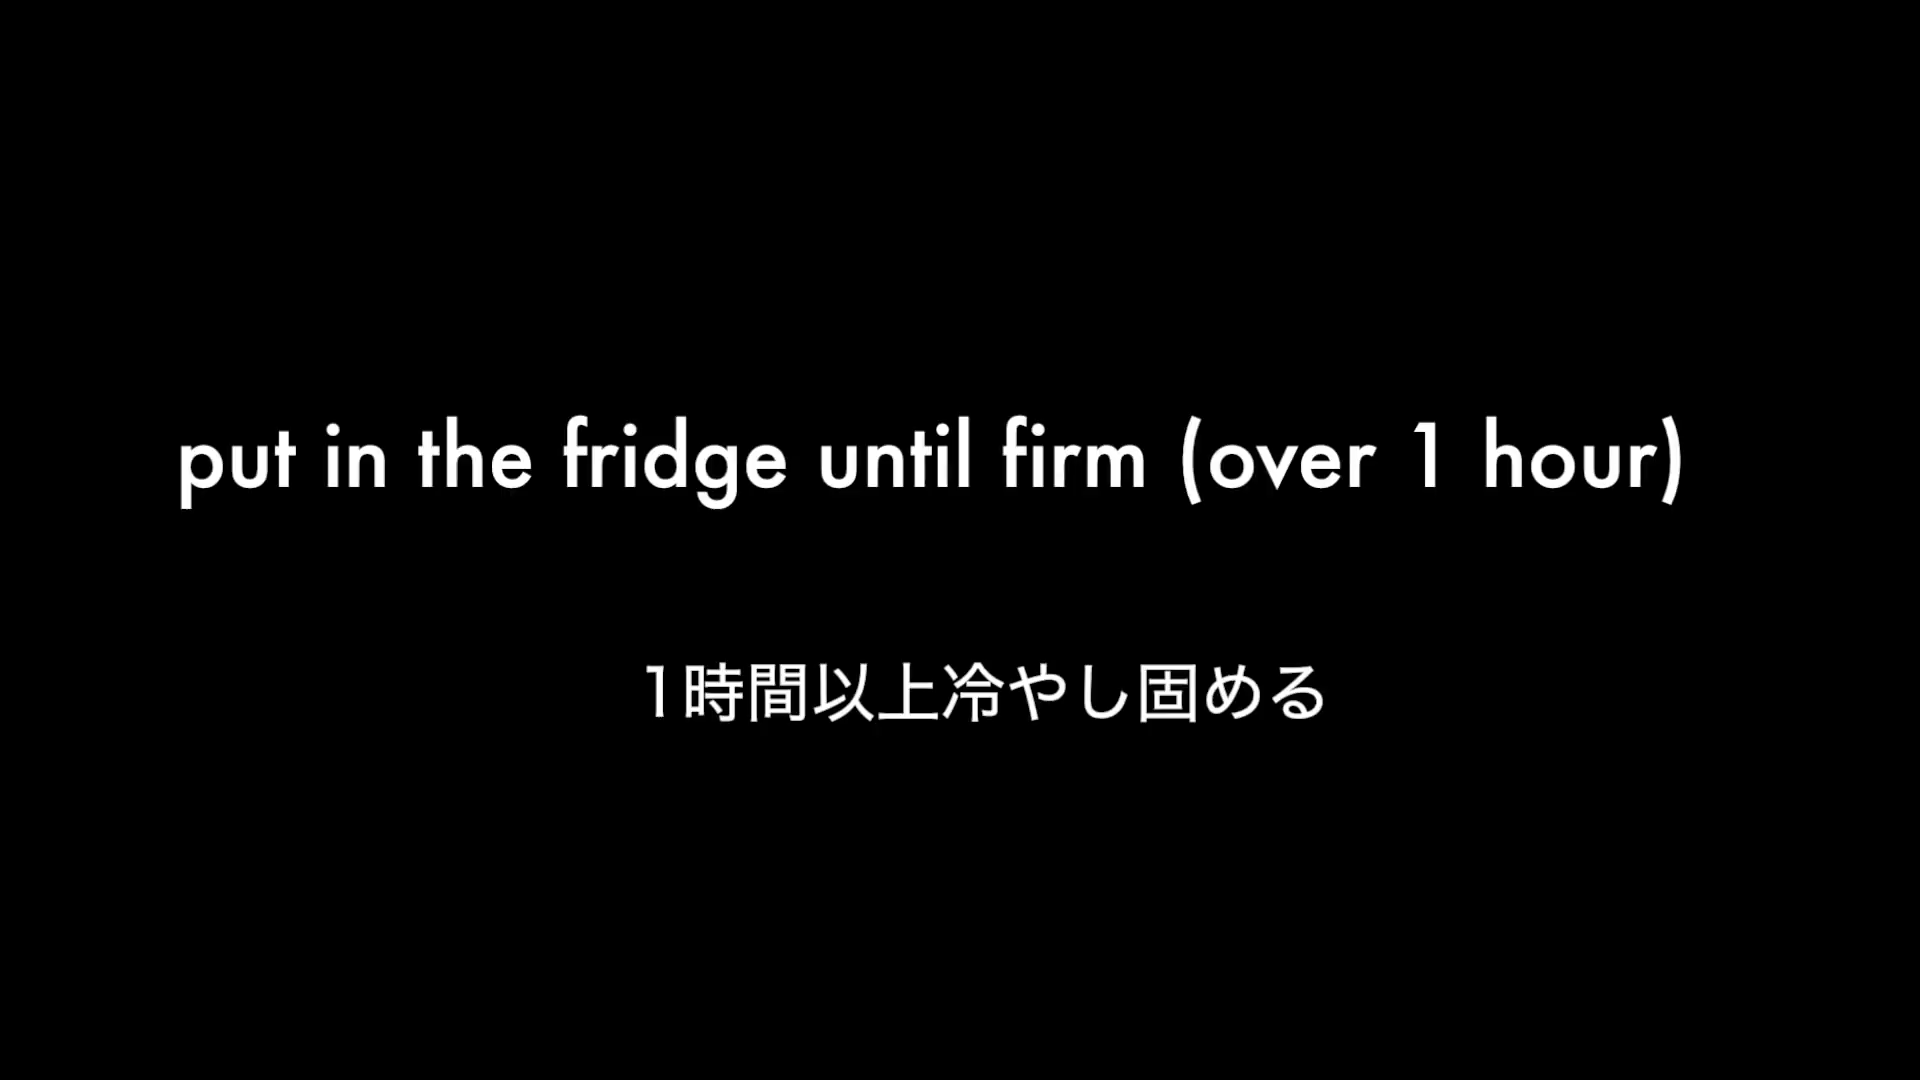 put in the fridge until firm (over 1 hour)
1時間以上冷やし固める